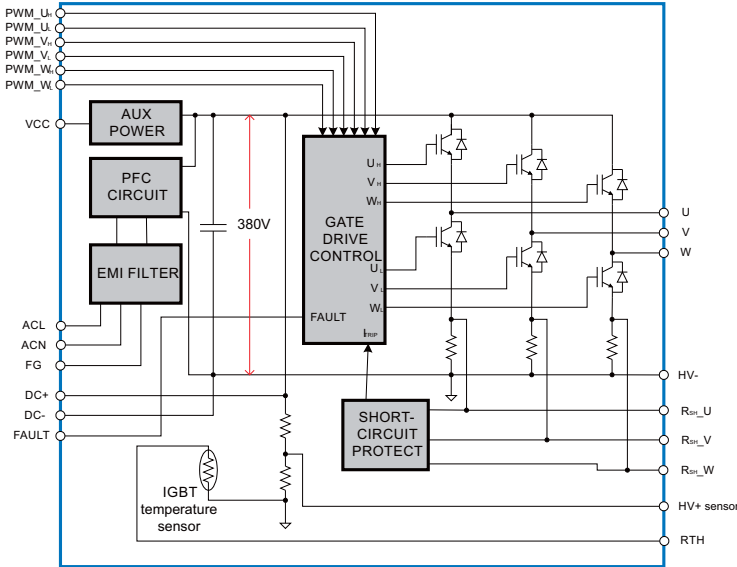 PWM_UH
PWM_UL
PWM_VH
PWM_VL
PWM_WH
PWM_WL
VCC
AUX
POWER
PFC
CIRCUIT
EMI FILTER
380V
GATE
DRIVE
CONTROL
UH
VH
WH
UL
VL
WL
FAULT
ITRIP
U
V
W
ACL
ACN
FG
DC+
DC-
FAULT
SHORT-
CIRCUIT
PROTECT
IGBT
temperature
sensor
HV-
RSH_U
RSH_V
RSH_W
HV+ sensor
RTH